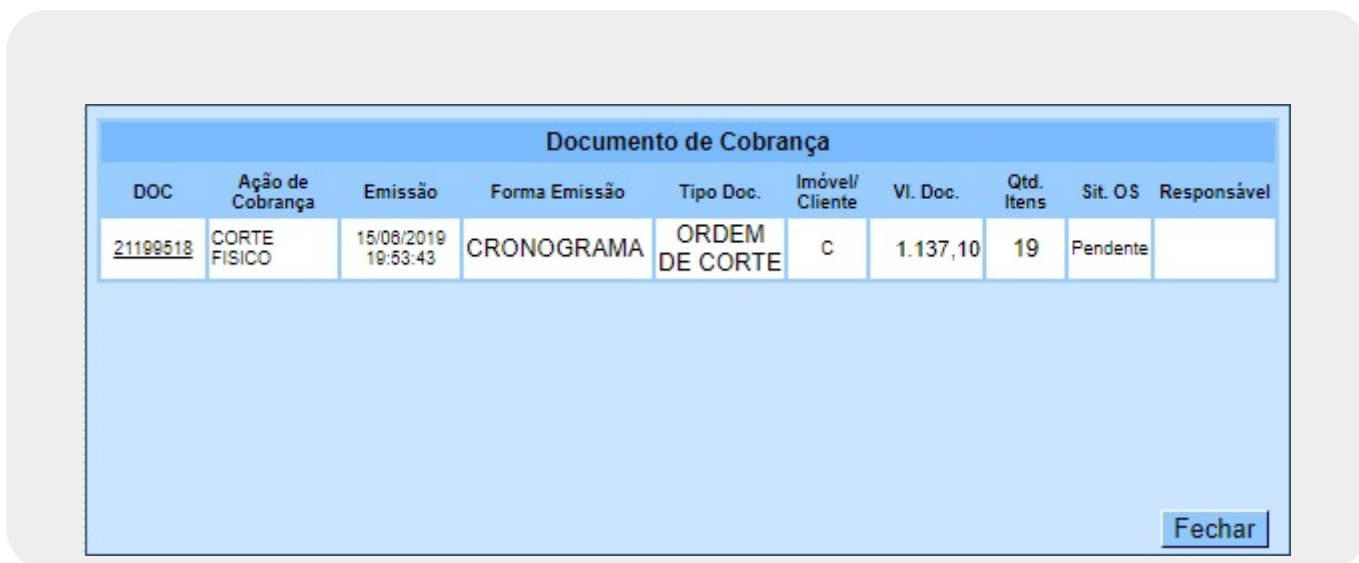 Documento de Cobrança
DOC Ação de Cobrança Emissão Forma Emissão Tipo Doc. Imóvel/ Cliente Vl. Doc. Qtd. Itens Sit. OS Responsável
21199518 CORTE FISICO 15/06/2019 19:53:43 CRONOGRAMA ORDEM DE CORTE C 1.137,10 19 Pendente
Fechar